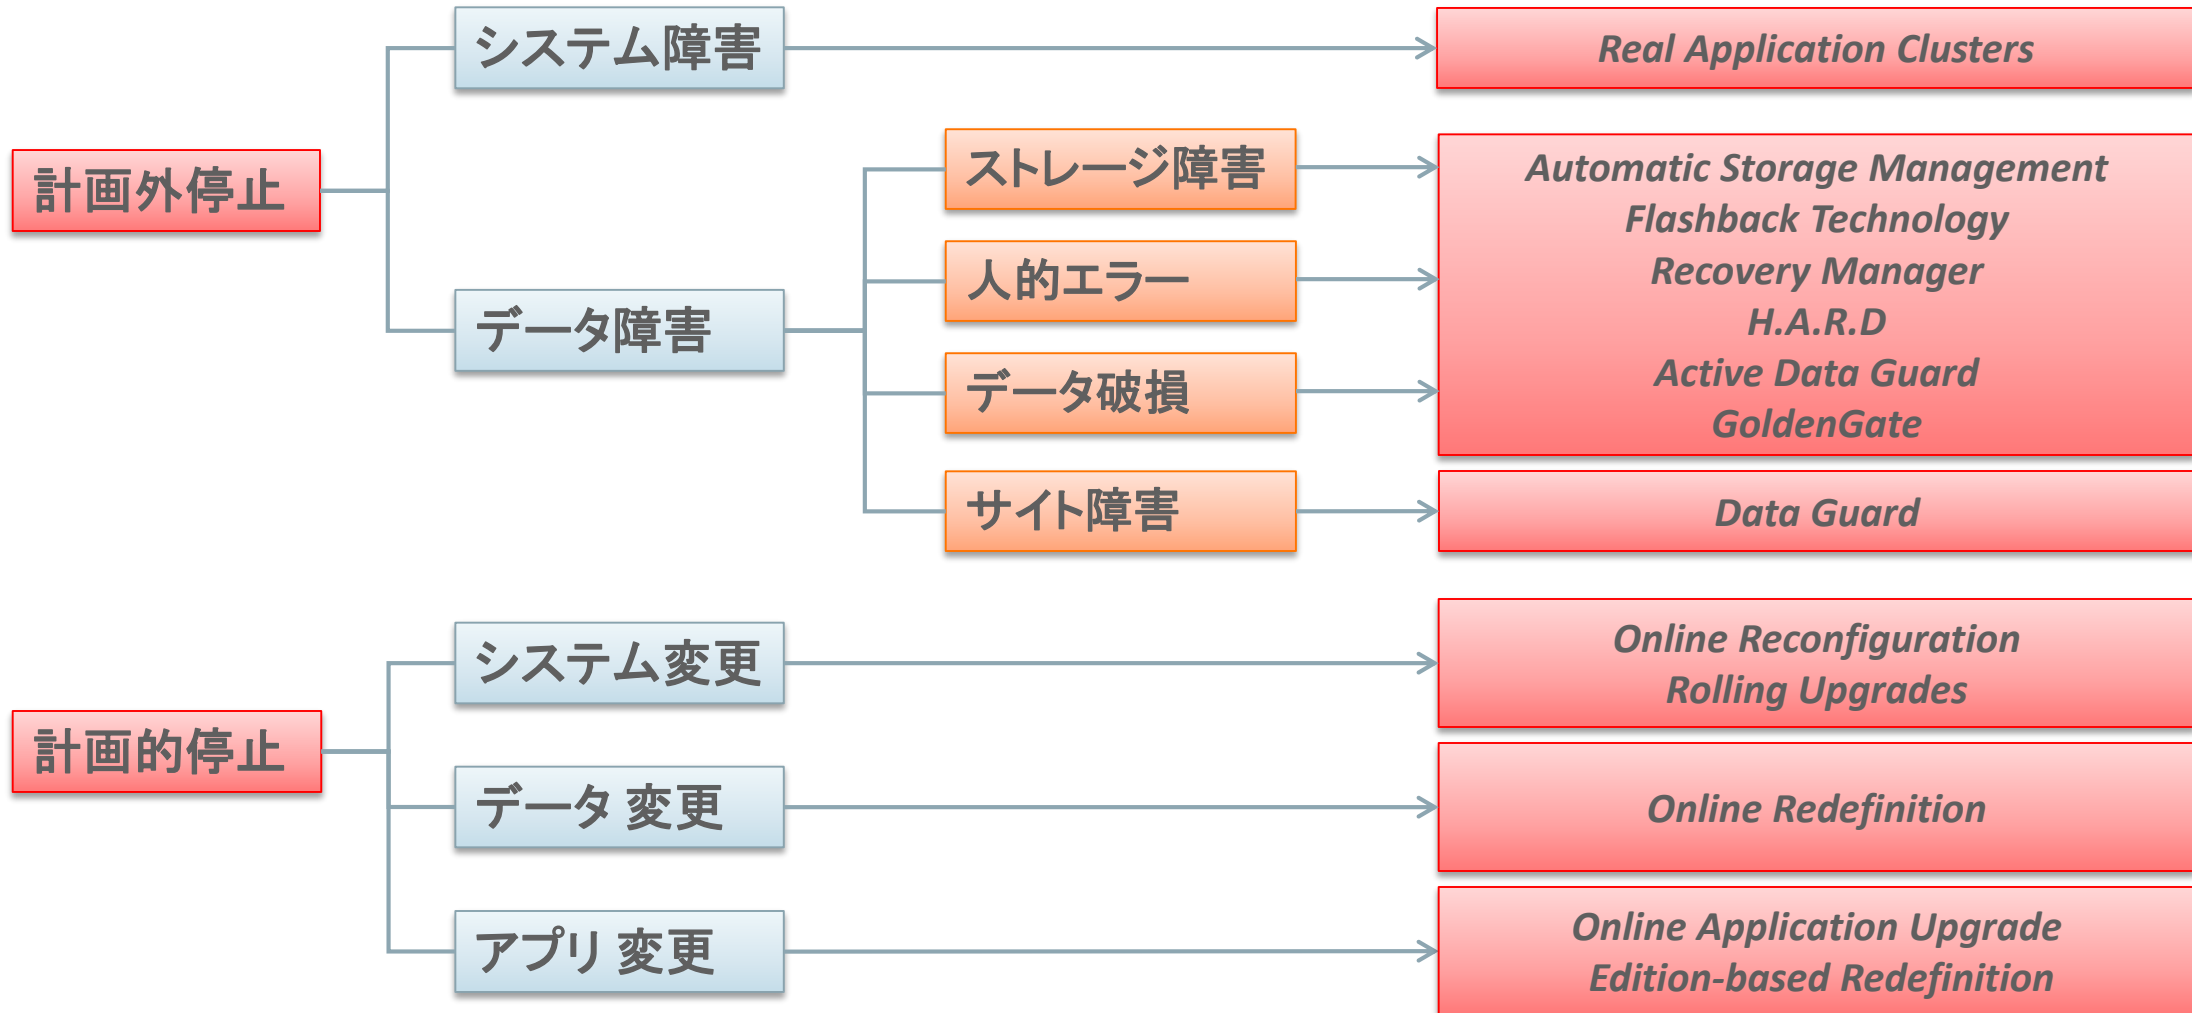 システム障害
Real Application Clusters
計画外停止
ストレージ障害
人的エラー
データ障害
データ破損
サイト障害
Automatic Storage Management
Flashback Technology
Recovery Manager
H.A.R.D
Active Data Guard
GoldenGate
Data Guard
計画的停止
システム変更
Online Reconfiguration
Rolling Upgrades
データ 変更
Online Redefinition
アプリ 変更
Online Application Upgrade
Edition-based Redefinition